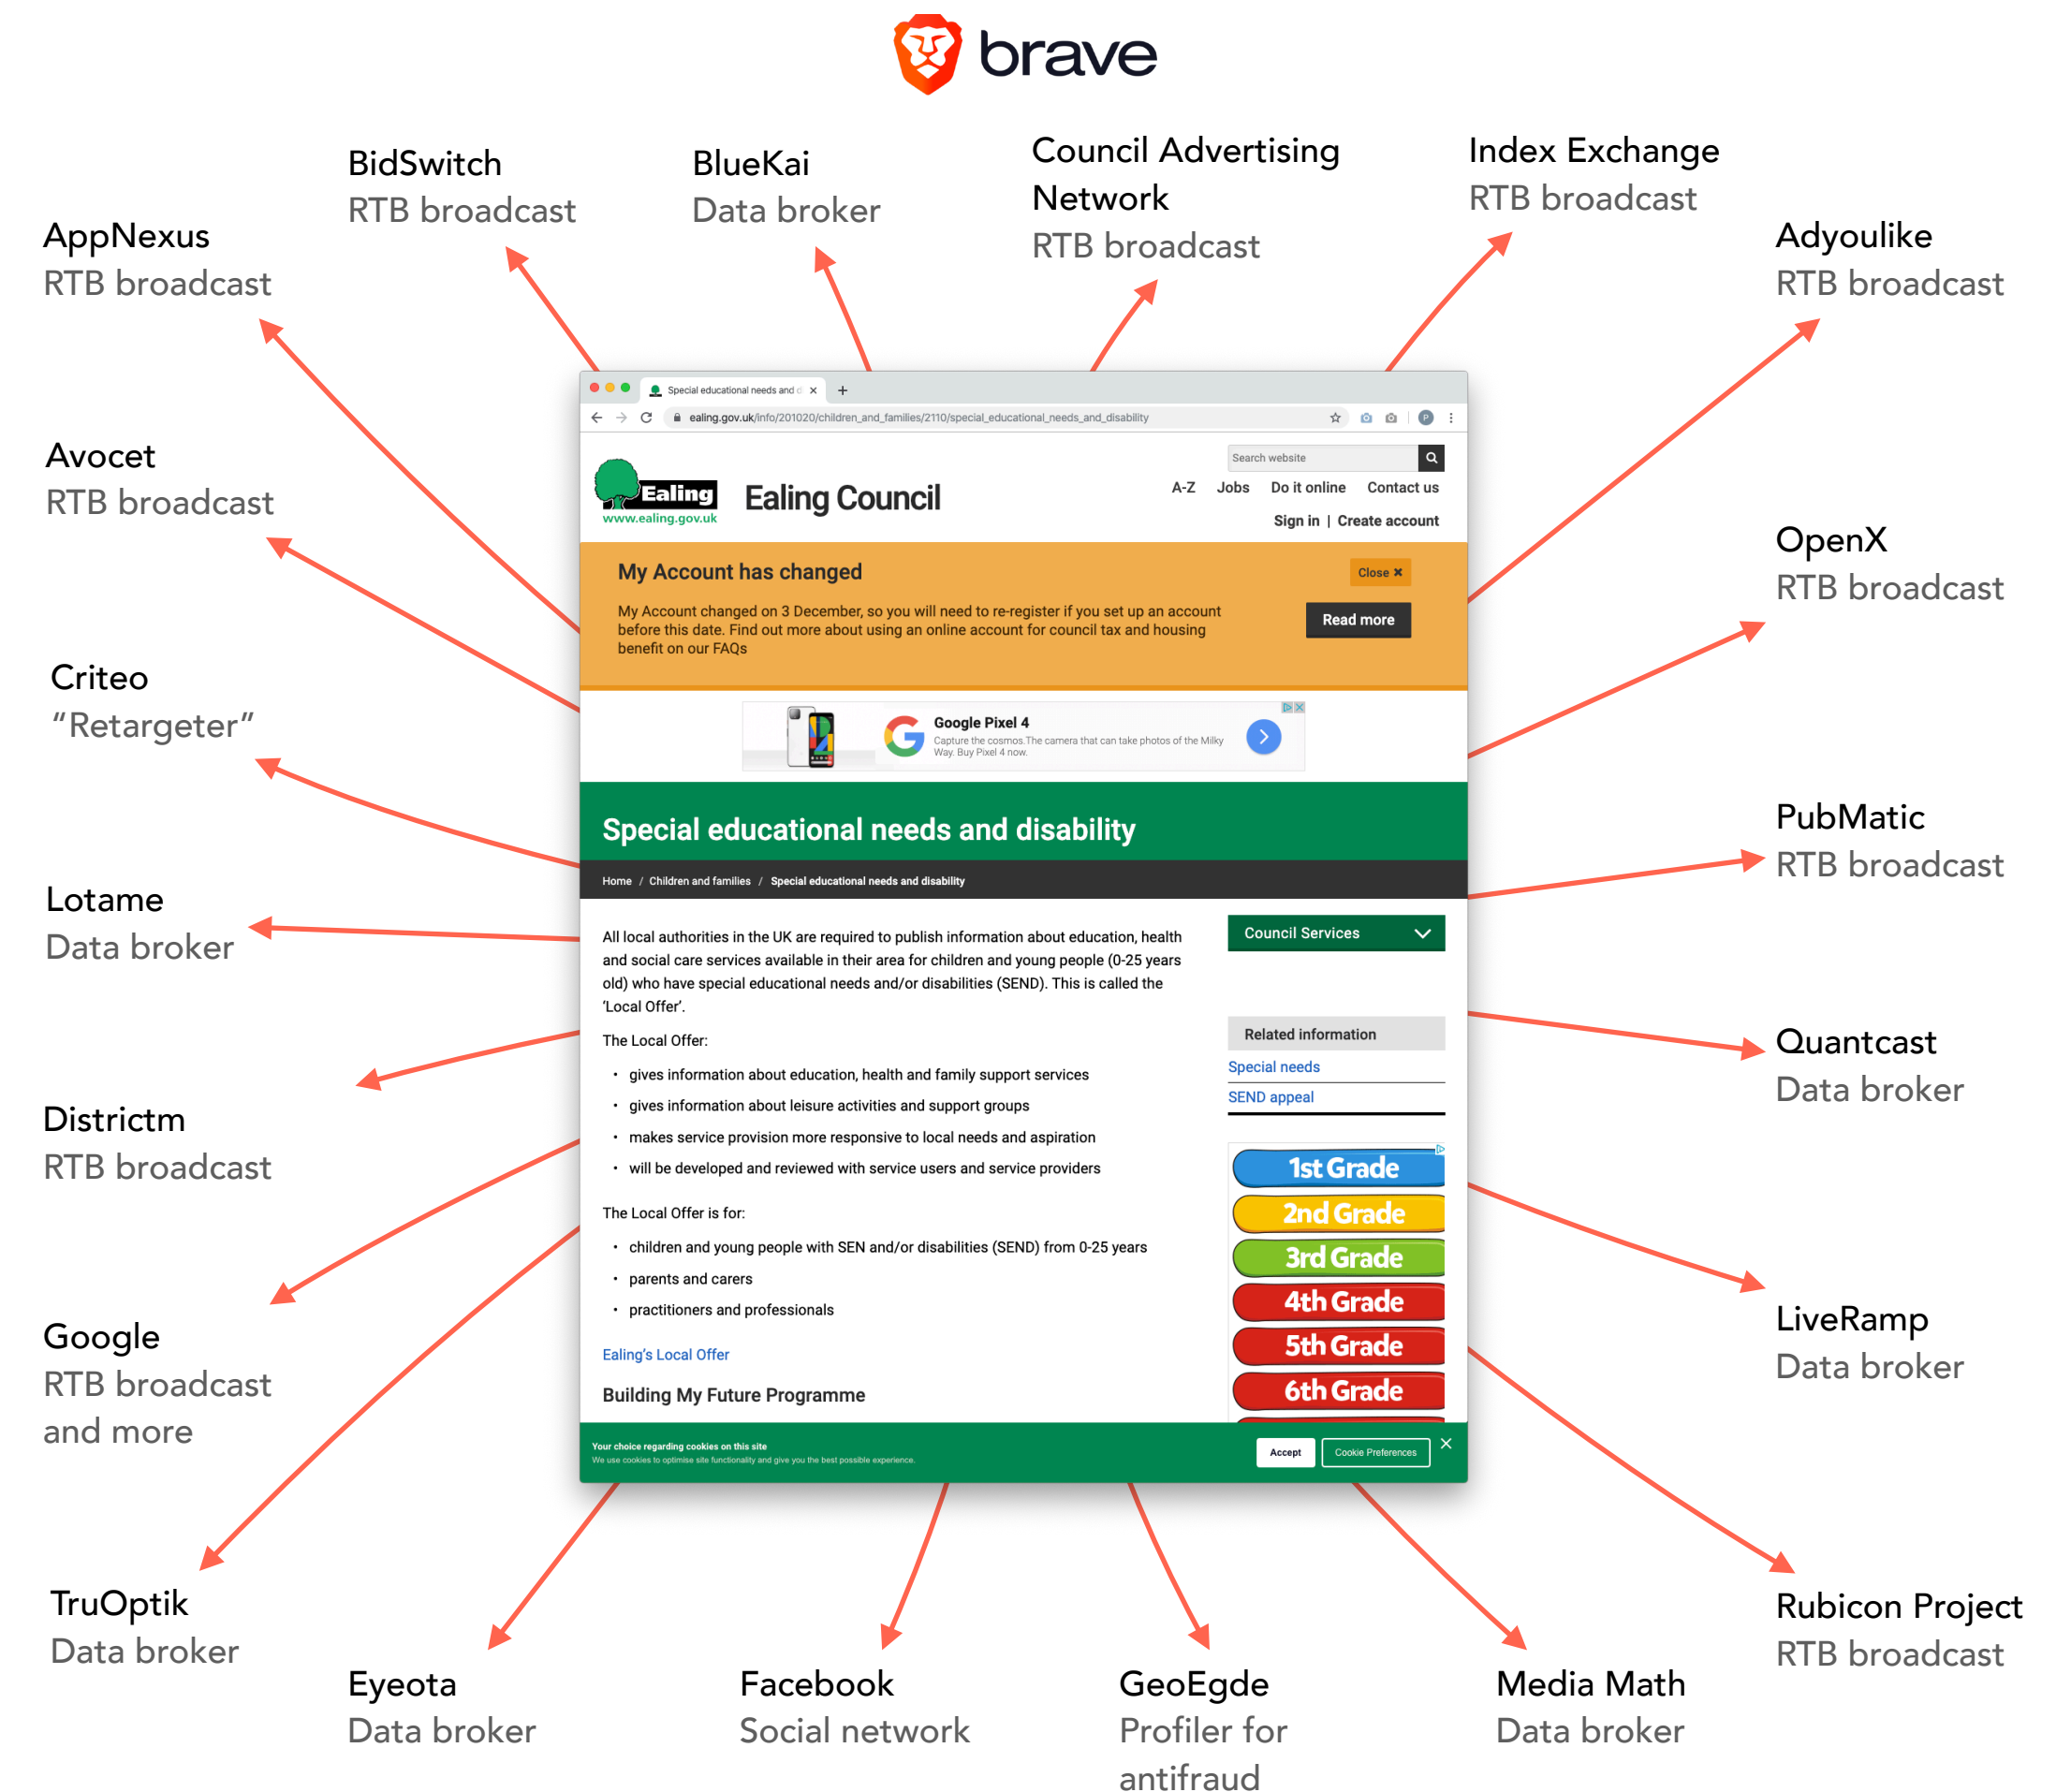 brave
BidSwitch
RTB broadcast
BlueKai
Data broker
Council Advertising
Network
RTB broadcast
Index Exchange
RTB broadcast
AppNexus
RTB broadcast
Adyoulike
RTB broadcast
Avocet
RTB broadcast
OpenX
RTB broadcast
Criteo
“Retargeter”
PubMatic
RTB broadcast
Lotame
Data broker
Quantcast
Data broker
Districtm
RTB broadcast
LiveRamp
Data broker
Google
RTB broadcast
and more
TruOptik
Data broker
Rubicon Project
RTB broadcast
Eyeota
Data broker
Facebook
Social network
GeoEgde
Profiler for
antifraud
Media Math
Data broker
Special educational needs and d
ealing.gov.uk/info/201020/children_and_families/2110/special_educational_needs_and_disability
P
Search website
Ealing
www.ealing.gov.uk
Ealing Council
A-Z Jobs Do it online Contact us
Sign in | Create account
My Account has changed
Close ✖
My Account changed on 3 December, so you will need to re-register if you set up an account
before this date. Find out more about using an online account for council tax and housing
benefit on our FAQs
Read more
Google Pixel 4
Capture the cosmos.The camera that can take photos of the Milky
Way. Buy Pixel 4 now.
Special educational needs and disability
Home / Children and families / Special educational needs and disability
All local authorities in the UK are required to publish information about education, health
and social care services available in their area for children and young people (0-25 years
old) who have special educational needs and/or disabilities (SEND). This is called the
‘Local Offer’.
The Local Offer:
• gives information about education, health and family support services
• gives information about leisure activities and support groups
• makes service provision more responsive to local needs and aspiration
• will be developed and reviewed with service users and service providers
The Local Offer is for:
• children and young people with SEN and/or disabilities (SEND) from 0-25 years
• parents and carers
• practitioners and professionals
Ealing’s Local Offer
Building My Future Programme
Council Services
Related information
Special needs
SEND appeal
1st Grade
2nd Grade
3rd Grade
4th Grade
5th Grade
6th Grade
Your choice regarding cookies on this site
We use cookies to optimise site functionality and give you the best possible experience.
Accept
Cookie Preferences